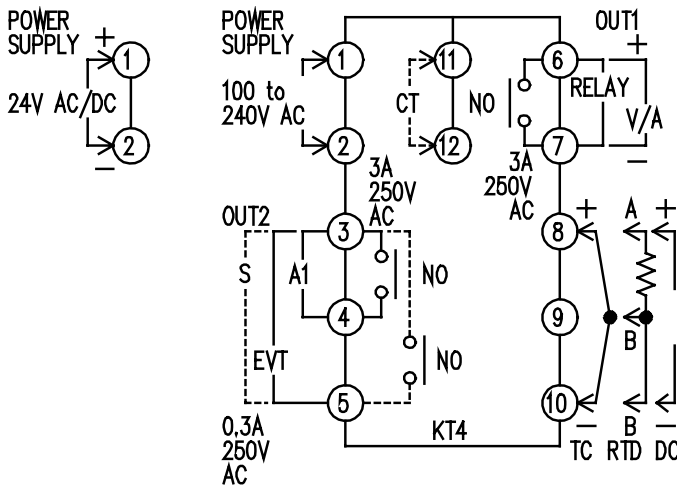 POWER
SUPPLY
+
1
24V AC/DC
2
−
POWER
SUPPLY
1
100 to
240V AC
2
11
CT
12
NO
OUT1
6
+
RELAY
V/A
7
−
3A
250V
AC
3A
250V
AC
OUT2
3
S
A1
NO
4
EVT
NO
5
0,3A
250V
AC
KT4
8
+
A
+
9
B
10
−
B
−
TC RTD DC